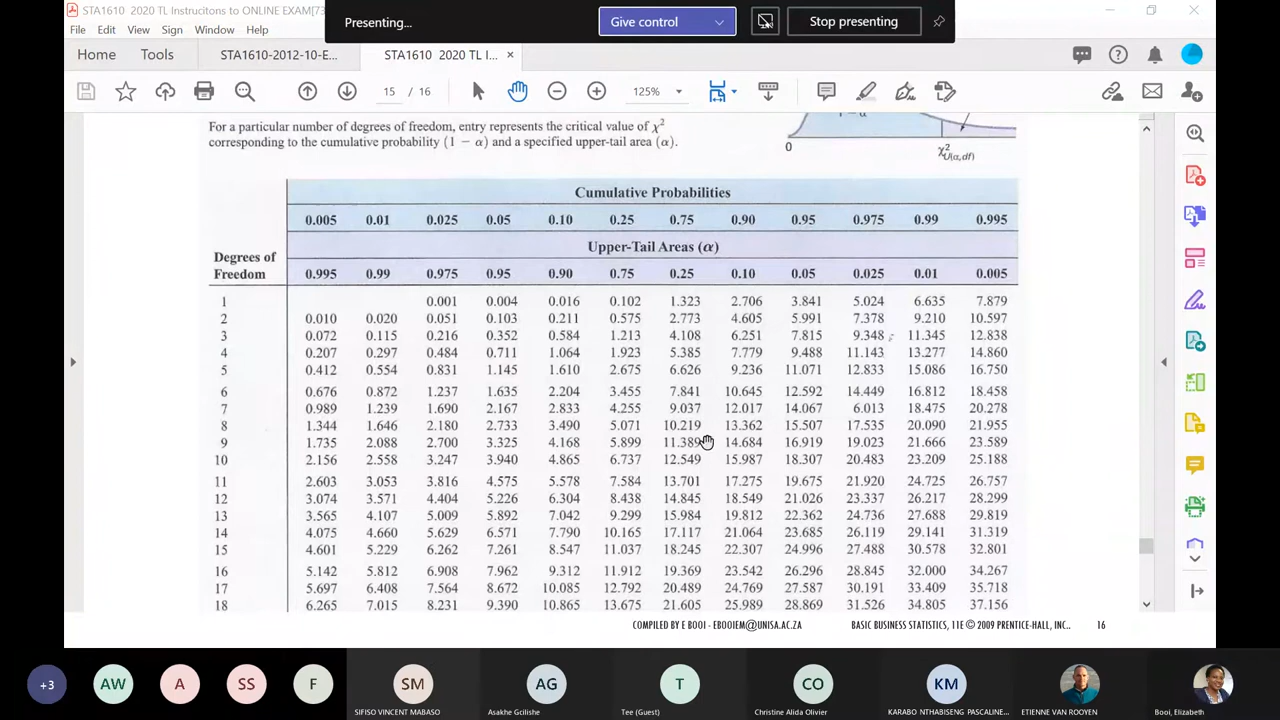 STA1610 2020 TL Instrucitons to ONLINE EXAM[73
Presenting...
Give control
Stop presenting
File Edit View Sign Window Help
Home Tools STA1610-2012-10-E... STA1610 2020 TL I... ×
15 / 16 125%
For a particular number of degrees of freedom, entry represents the critical value of χ²
corresponding to the cumulative probability (1 − α) and a specified upper-tail area (α).
1 − α
0
χ²U(α,df)
Cumulative Probabilities
0.005 0.01 0.025 0.05 0.10 0.25 0.75 0.90 0.95 0.975 0.99 0.995
Upper-Tail Areas (α)
Degrees of
Freedom 0.995 0.99 0.975 0.95 0.90 0.75 0.25 0.10 0.05 0.025 0.01 0.005
1 0.001 0.004 0.016 0.102 1.323 2.706 3.841 5.024 6.635 7.879
2 0.010 0.020 0.051 0.103 0.211 0.575 2.773 4.605 5.991 7.378 9.210 10.597
3 0.072 0.115 0.216 0.352 0.584 1.213 4.108 6.251 7.815 9.348 11.345 12.838
4 0.207 0.297 0.484 0.711 1.064 1.923 5.385 7.779 9.488 11.143 13.277 14.860
5 0.412 0.554 0.831 1.145 1.610 2.675 6.626 9.236 11.071 12.833 15.086 16.750
6 0.676 0.872 1.237 1.635 2.204 3.455 7.841 10.645 12.592 14.449 16.812 18.458
7 0.989 1.239 1.690 2.167 2.833 4.255 9.037 12.017 14.067 6.013 18.475 20.278
8 1.344 1.646 2.180 2.733 3.490 5.071 10.219 13.362 15.507 17.535 20.090 21.955
9 1.735 2.088 2.700 3.325 4.168 5.899 11.389 14.684 16.919 19.023 21.666 23.589
10 2.156 2.558 3.247 3.940 4.865 6.737 12.549 15.987 18.307 20.483 23.209 25.188
11 2.603 3.053 3.816 4.575 5.578 7.584 13.701 17.275 19.675 21.920 24.725 26.757
12 3.074 3.571 4.404 5.226 6.304 8.438 14.845 18.549 21.026 23.337 26.217 28.299
13 3.565 4.107 5.009 5.892 7.042 9.299 15.984 19.812 22.362 24.736 27.688 29.819
14 4.075 4.660 5.629 6.571 7.790 10.165 17.117 21.064 23.685 26.119 29.141 31.319
15 4.601 5.229 6.262 7.261 8.547 11.037 18.245 22.307 24.996 27.488 30.578 32.801
16 5.142 5.812 6.908 7.962 9.312 11.912 19.369 23.542 26.296 28.845 32.000 34.267
17 5.697 6.408 7.564 8.672 10.085 12.792 20.489 24.769 27.587 30.191 33.409 35.718
18 6.265 7.015 8.231 9.390 10.865 13.675 21.605 25.989 28.869 31.526 34.805 37.156
COMPILED BY E BOOI - EBOOIEM@UNISA.AC.ZA BASIC BUSINESS STATISTICS, 11E © 2009 PRENTICE-HALL, INC.. 16
+3 AW A SS F SM AG T CO KM
SIFISO VINCENT MABASO Asakhe Gcilishe Tee (Guest) Christine Alida Olivier KARABO NTHABISENG PASCALINE... ETIENNE VAN ROOYEN Booi, Elizabeth